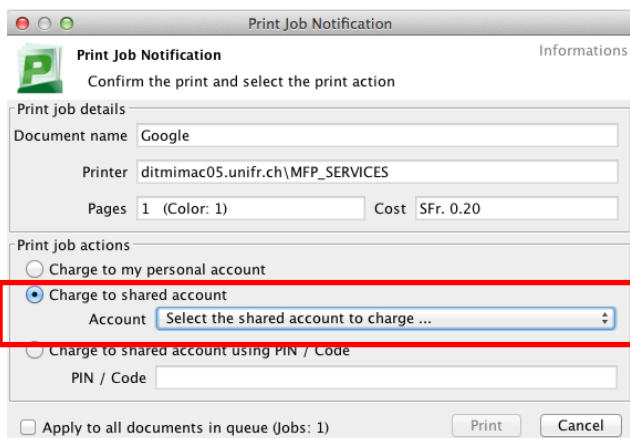 Print Job Notification
Informations
Print Job Notification
Confirm the print and select the print action
Print job details
Document name Google
Printer ditmimac05.unifr.ch\MFP_SERVICES
Pages 1 (Color: 1) Cost SFr. 0.20
Print job actions
Charge to my personal account
Charge to shared account
Account Select the shared account to charge ...
Charge to shared account using PIN / Code
PIN / Code
Apply to all documents in queue (Jobs: 1) Print Cancel